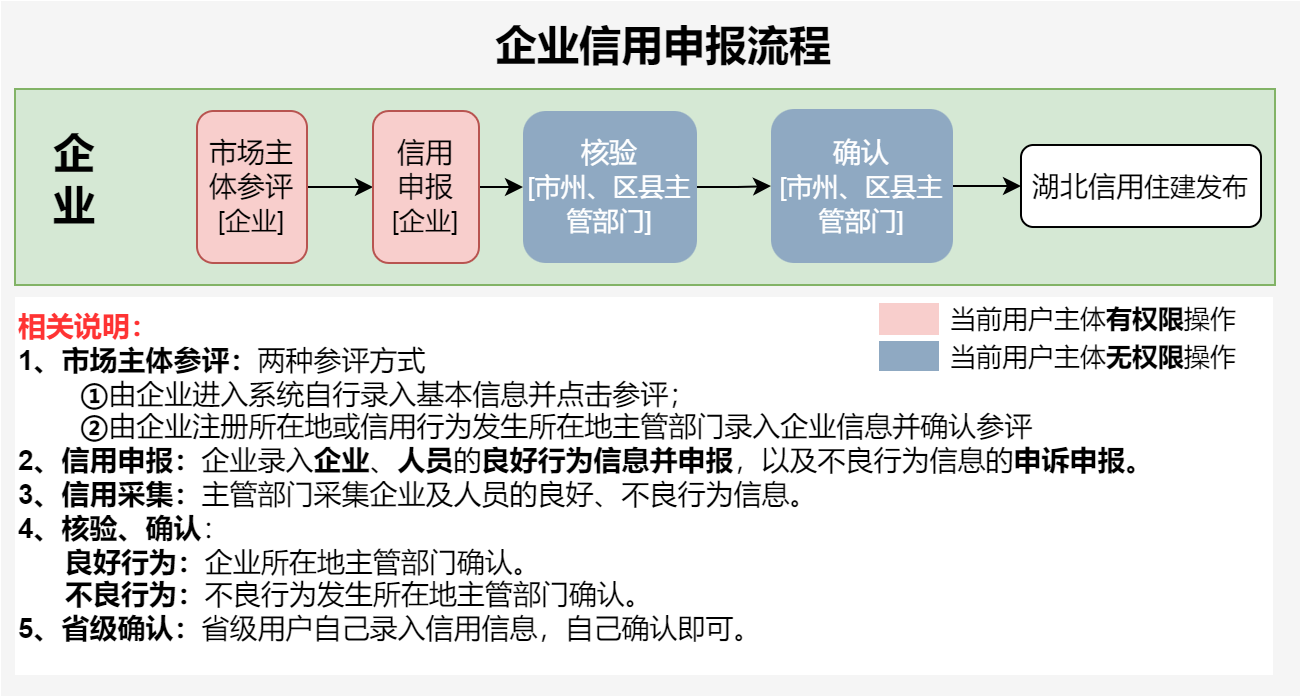 企业信用申报流程
企
业
市场主
体参评
[企业]
信用
申报
[企业]
核验
[市州、区县主
管部门]
确认
[市州、区县主
管部门]
湖北信用住建发布
当前用户主体有权限操作
当前用户主体无权限操作
相关说明：
1、市场主体参评：两种参评方式
①由企业进入系统自行录入基本信息并点击参评；
②由企业注册所在地或信用行为发生所在地主管部门录入企业信息并确认参评
2、信用申报：企业录入企业、人员的良好行为信息并申报，以及不良行为信息的申诉申报。
3、信用采集：主管部门采集企业及人员的良好、不良行为信息。
4、核验、确认：
良好行为：企业所在地主管部门确认。
不良行为：不良行为发生所在地主管部门确认。
5、省级确认：省级用户自己录入信用信息，自己确认即可。